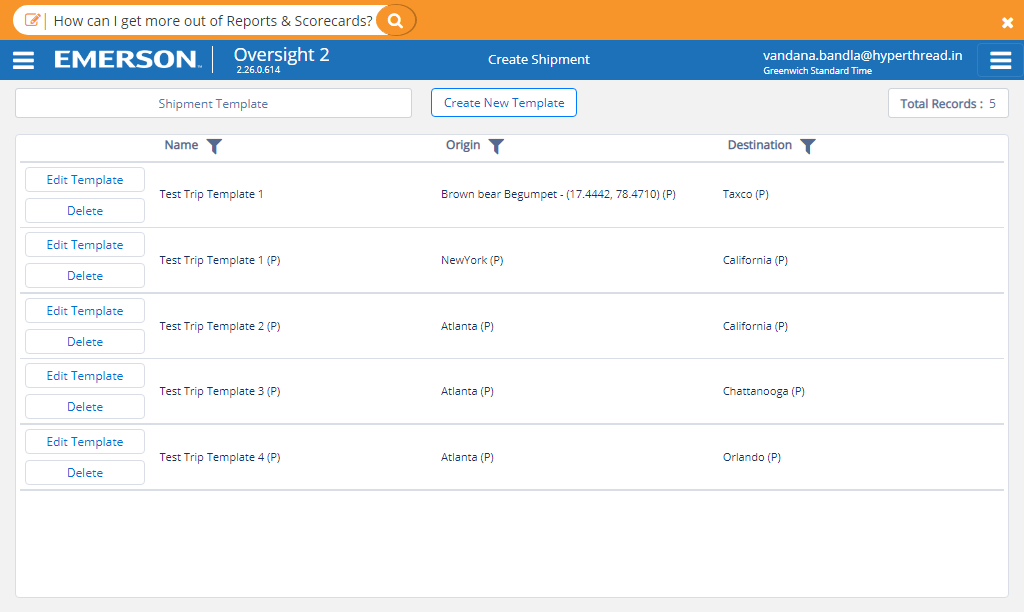 How can I get more out of Reports & Scorecards?
EMERSON™ Oversight 2 Create Shipment vandana.bandla@hyperthread.in
2.26.0.614 Greenwich Standard Time
Shipment Template Create New Template Total Records : 5
Name Origin Destination
Edit Template
Test Trip Template 1 Brown bear Begumpet - (17.4442, 78.4710) (P) Taxco (P)
Delete
Edit Template
Test Trip Template 1 (P) NewYork (P) California (P)
Delete
Edit Template
Test Trip Template 2 (P) Atlanta (P) California (P)
Delete
Edit Template
Test Trip Template 3 (P) Atlanta (P) Chattanooga (P)
Delete
Edit Template
Test Trip Template 4 (P) Atlanta (P) Orlando (P)
Delete